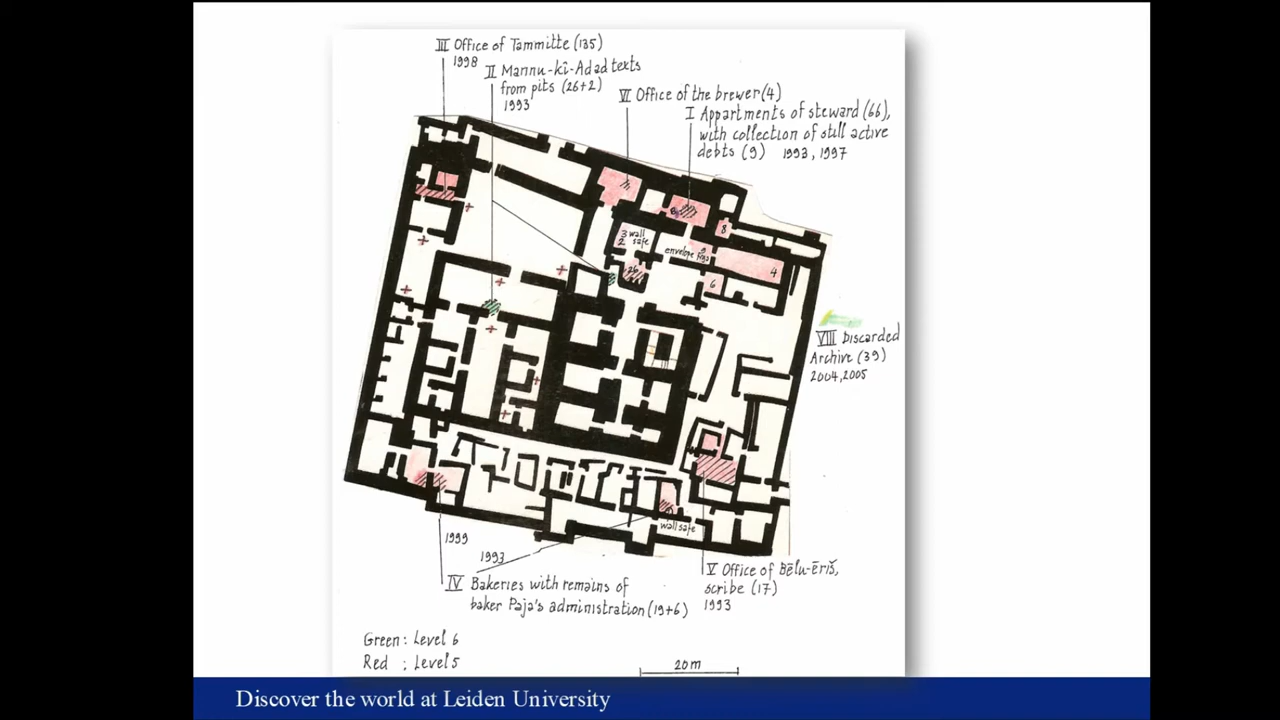 III Office of Tammitte (135)
1998
II Mannu-kî-Adad texts
from pits (26+2)
1993
VI Office of the brewer (4)
I Appartments of steward (66),
with collection of still active
debts (9) 1993, 1997
8
3 wall
2 safe
envelope
9
26
6
4
VIII Discarded
Archive (39)
2004, 2005
wall safe
1999
1993
IV Bakeries with remains of
baker Paja's administration (19+6)
V Office of Bēlu-ēriš,
scribe (17)
1993
Green: Level 6
Red : Level 5
20 m
Discover the world at Leiden University